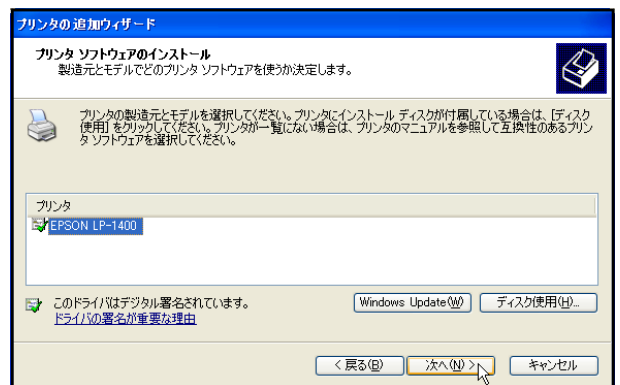 プリンタの追加ウィザード
プリンタ ソフトウェアのインストール
製造元とモデルでどのプリンタ ソフトウェアを使うか決定します。
プリンタの製造元とモデルを選択してください。プリンタにインストール ディスクが付属している場合は、[ディスク
使用] をクリックしてください。プリンタが一覧にない場合は、プリンタのマニュアルを参照して互換性のあるプリン
タ ソフトウェアを選択してください。
プリンタ
EPSON LP-1400
このドライバはデジタル署名されています。
ドライバの署名が重要な理由
Windows Update(W)
ディスク使用(H)...
< 戻る(B)
次へ(N) >
キャンセル